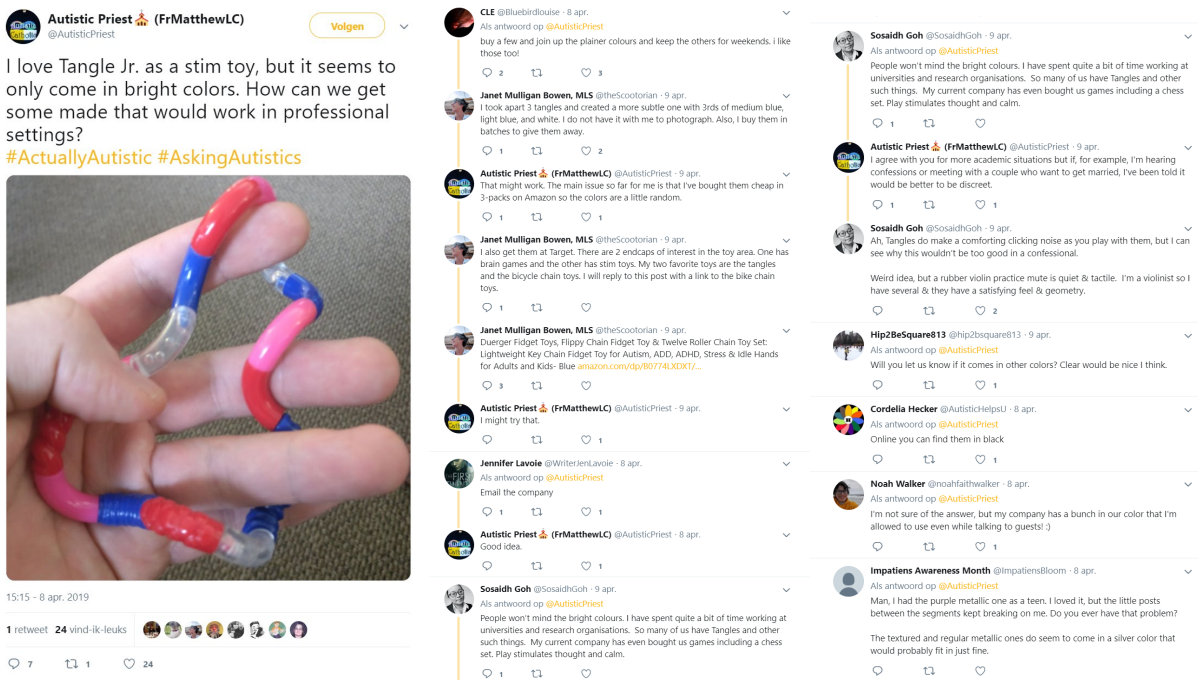 Autistic Priest (FrMatthewLC)
@AutisticPriest
Volgen
I love Tangle Jr. as a stim toy, but it seems to
only come in bright colors. How can we get
some made that would work in professional
settings?
#ActuallyAutistic #AskingAutistics
15:15 - 8 apr. 2019
1 retweet 24 vind-ik-leuks
7 1 24
CLE @Bluebirdlouise · 8 apr.
Als antwoord op @AutisticPriest
buy a few and join up the plainer colours and keep the others for weekends. i like
those too!
2 3
Janet Mulligan Bowen, MLS @theScootorian · 9 apr.
I took apart 3 tangles and created a more subtle one with 3rds of medium blue,
light blue, and white. I do not have it with me to photograph. Also, I buy them in
batches to give them away.
1 2
Autistic Priest (FrMatthewLC) @AutisticPriest · 9 apr.
That might work. The main issue so far for me is that I've bought them cheap in
3-packs on Amazon so the colors are a little random.
1 1
Janet Mulligan Bowen, MLS @theScootorian · 9 apr.
I also get them at Target. There are 2 endcaps of interest in the toy area. One has
brain games and the other has stim toys. My two favorite toys are the tangles
and the bicycle chain toys. I will reply to this post with a link to the bike chain
toys.
1
Janet Mulligan Bowen, MLS @theScootorian · 9 apr.
Duerger Fidget Toys, Flippy Chain Fidget Toy & Twelve Roller Chain Toy Set:
Lightweight Key Chain Fidget Toy for Autism, ADD, ADHD, Stress & Idle Hands
for Adults and Kids- Blue amazon.com/dp/B0774LXDXT/...
3
Autistic Priest (FrMatthewLC) @AutisticPriest · 9 apr.
I might try that.
1
Jennifer Lavoie @WriterJenLavoie · 8 apr.
Als antwoord op @AutisticPriest
Email the company
1 1
Autistic Priest (FrMatthewLC) @AutisticPriest · 8 apr.
Good idea.
1
Sosaidh Goh @SosaidhGoh · 9 apr.
Als antwoord op @AutisticPriest
People won't mind the bright colours. I have spent quite a bit of time working at
universities and research organisations. So many of us have Tangles and other
such things. My current company has even bought us games including a chess
set. Play stimulates thought and calm.
1
Sosaidh Goh @SosaidhGoh · 9 apr.
Als antwoord op @AutisticPriest
People won't mind the bright colours. I have spent quite a bit of time working at
universities and research organisations. So many of us have Tangles and other
such things. My current company has even bought us games including a chess
set. Play stimulates thought and calm.
1
Autistic Priest (FrMatthewLC) @AutisticPriest · 9 apr.
I agree with you for more academic situations but if, for example, I'm hearing
confessions or meeting with a couple who want to get married, I've been told it
would be better to be discreet.
1 1
Sosaidh Goh @SosaidhGoh · 9 apr.
Ah, Tangles do make a comforting clicking noise as you play with them, but I can
see why this wouldn't be too good in a confessional.
Weird idea, but a rubber violin practice mute is quiet & tactile. I'm a violinist so I
have several & they have a satisfying feel & geometry.
2
Hip2BeSquare813 @hip2bsquare813 · 9 apr.
Als antwoord op @AutisticPriest
Will you let us know if it comes in other colors? Clear would be nice I think.
1
Cordelia Hecker @AutisticHelpsU · 8 apr.
Als antwoord op @AutisticPriest
Online you can find them in black
1
Noah Walker @noahfaithwalker · 8 apr.
Als antwoord op @AutisticPriest
I'm not sure of the answer, but my company has a bunch in our color that I'm
allowed to use even while talking to guests! :)
1
Impatiens Awareness Month @ImpatiensBloom · 8 apr.
Als antwoord op @AutisticPriest
Man, I had the purple metallic one as a teen. I loved it, but the little posts
between the segments kept breaking on me. Do you ever have that problem?
The textured and regular metallic ones do seem to come in a silver color that
would probably fit in just fine.